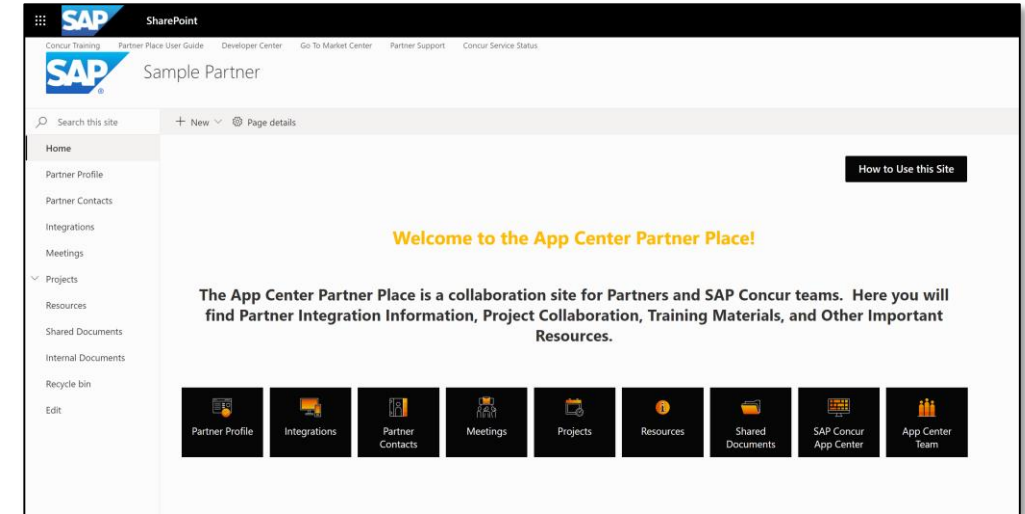 SAP SharePoint
Concur Training Partner Place User Guide Developer Center Go To Market Center Partner Support Concur Service Status
SAP ® Sample Partner
Search this site + New Page details
Home
How to Use this Site
Partner Profile
Partner Contacts
Integrations
Welcome to the App Center Partner Place!
Meetings
Projects
The App Center Partner Place is a collaboration site for Partners and SAP Concur teams. Here you will
find Partner Integration Information, Project Collaboration, Training Materials, and Other Important
Resources.
Resources
Shared Documents
Internal Documents
Recycle bin
Edit
Partner Profile
Integrations
Partner
Contacts
Meetings
Projects
Resources
Shared
Documents
SAP Concur
App Center
App Center
Team